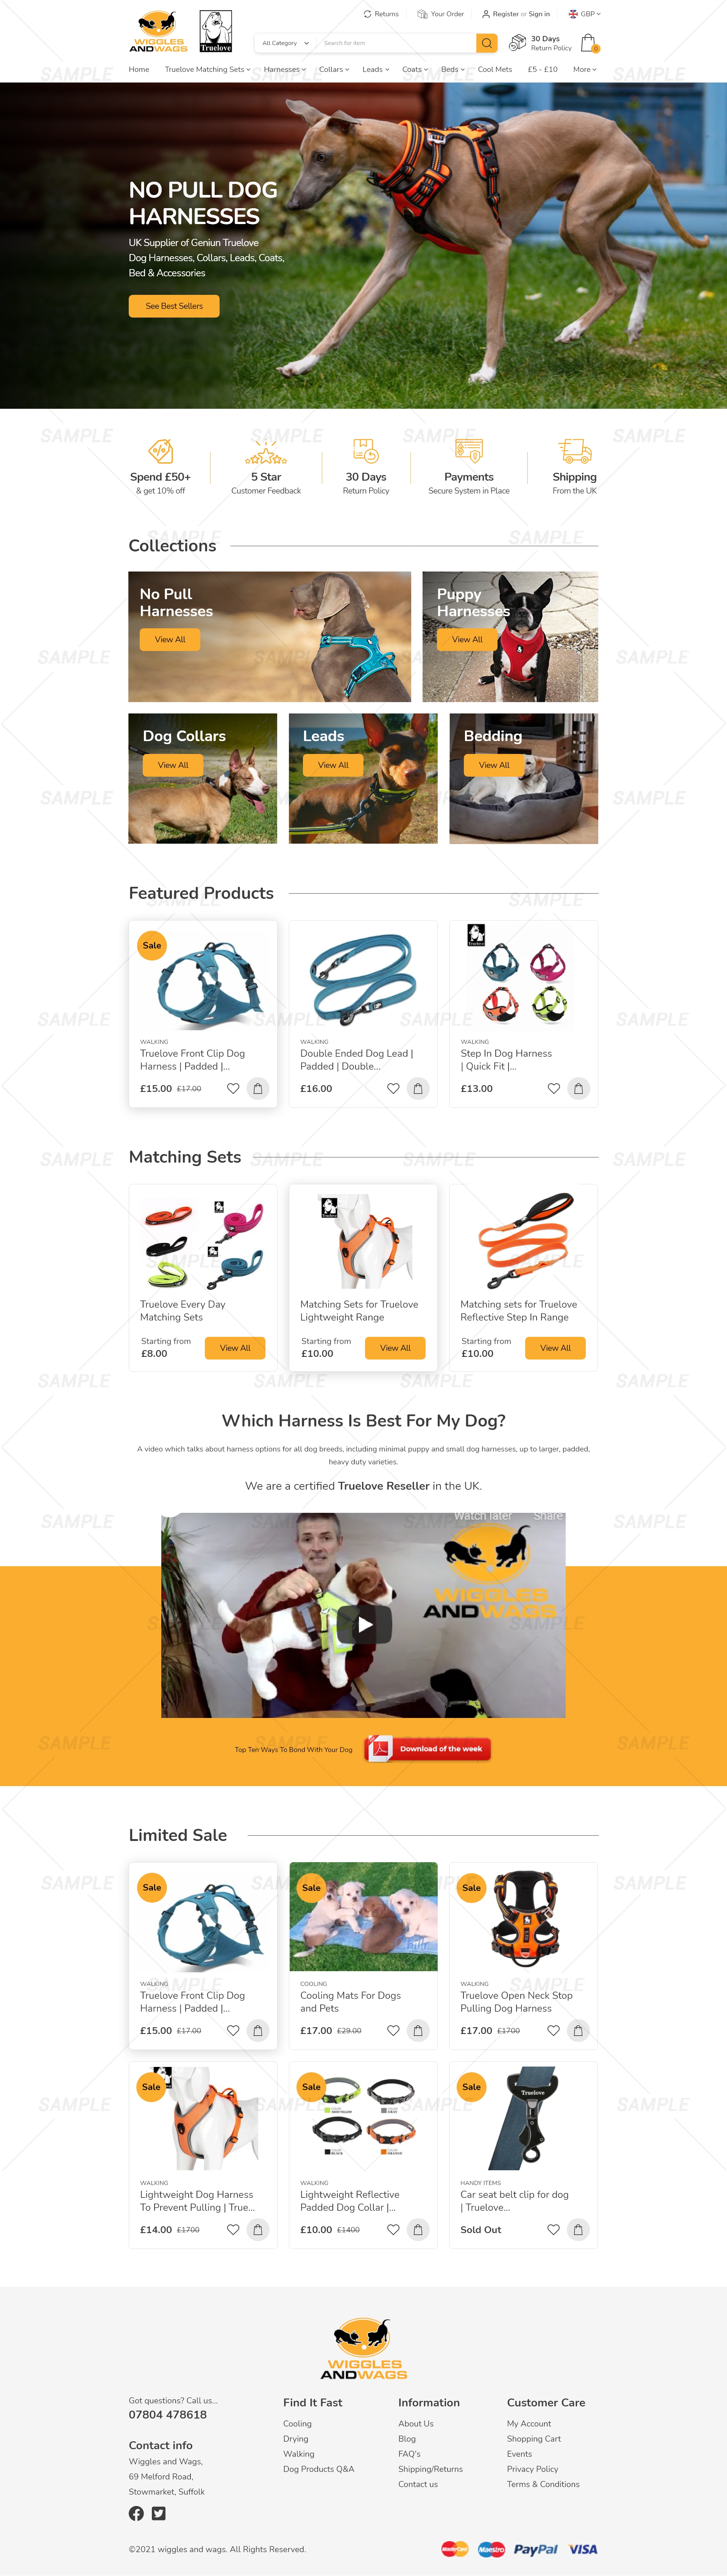 WIGGLES
ANDWAGS
Truelove
Returns
Your Order
Register or Sign in
GBP
All Category
Search for item
30 Days
Return Policy
0
Home
Truelove Matching Sets
Harnesses
Collars
Leads
Coats
Beds
Cool Mets
£5 - £10
More
NO PULL DOG
HARNESSES
UK Supplier of Geniun Truelove
Dog Harnesses, Collars, Leads, Coats,
Bed & Accessories
See Best Sellers
Spend £50+
& get 10% off
5 Star
Customer Feedback
30 Days
Return Policy
Payments
Secure System in Place
Shipping
From the UK
Collections
No Pull
Harnesses
View All
Puppy
Harnesses
View All
Dog Collars
View All
Leads
View All
Bedding
View All
Featured Products
Sale
WALKING
Truelove Front Clip Dog
Harness | Padded |...
£15.00 £17.00
WALKING
Double Ended Dog Lead |
Padded | Double...
£16.00
WALKING
Step In Dog Harness
| Quick Fit |...
£13.00
Matching Sets
Truelove Every Day
Matching Sets
Starting from
£8.00
View All
Truelove
Matching Sets for Truelove
Lightweight Range
Starting from
£10.00
View All
Matching sets for Truelove
Reflective Step In Range
Starting from
£10.00
View All
Which Harness Is Best For My Dog?
A video which talks about harness options for all dog breeds, including minimal puppy and small dog harnesses, up to larger, padded,
heavy duty varieties.
We are a certified Truelove Reseller in the UK.
Watch later
Share
WIGGLES
ANDWAGS
Top Ten Ways To Bond With Your Dog
Download of the week
Limited Sale
Sale
WALKING
Truelove Front Clip Dog
Harness | Padded |...
£15.00 £17.00
Sale
COOLING
Cooling Mats For Dogs
and Pets
£17.00 £29.00
Sale
WALKING
Truelove Open Neck Stop
Pulling Dog Harness
£17.00 £1700
Sale
WALKING
Lightweight Dog Harness
To Prevent Pulling | True...
£14.00 £1700
Sale
BLACK
ORANGE
WALKING
Lightweight Reflective
Padded Dog Collar |...
£10.00 £1400
Sale
Truelove
HANDY ITEMS
Car seat belt clip for dog
| Truelove...
Sold Out
WIGGLES
ANDWAGS
Got questions? Call us...
07804 478618
Contact info
Wiggles and Wags,
69 Melford Road,
Stowmarket, Suffolk
Find It Fast
Cooling
Drying
Walking
Dog Products Q&A
Information
About Us
Blog
FAQ's
Shipping/Returns
Contact us
Customer Care
My Account
Shopping Cart
Events
Privacy Policy
Terms & Conditions
©2021 wiggles and wags. All Rights Reserved.
MasterCard
Maestro
PayPal
VISA
SAMPLE